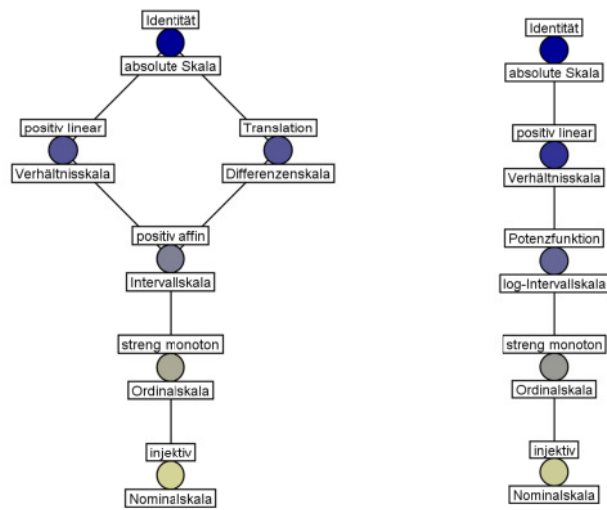 Identität
absolute Skala
positiv linear
Verhältnisskala
Translation
Differenzenskala
positiv affin
Intervallskala
streng monoton
Ordinalskala
injektiv
Nominalskala
Identität
absolute Skala
positiv linear
Verhältnisskala
Potenzfunktion
log-Intervallskala
streng monoton
Ordinalskala
injektiv
Nominalskala